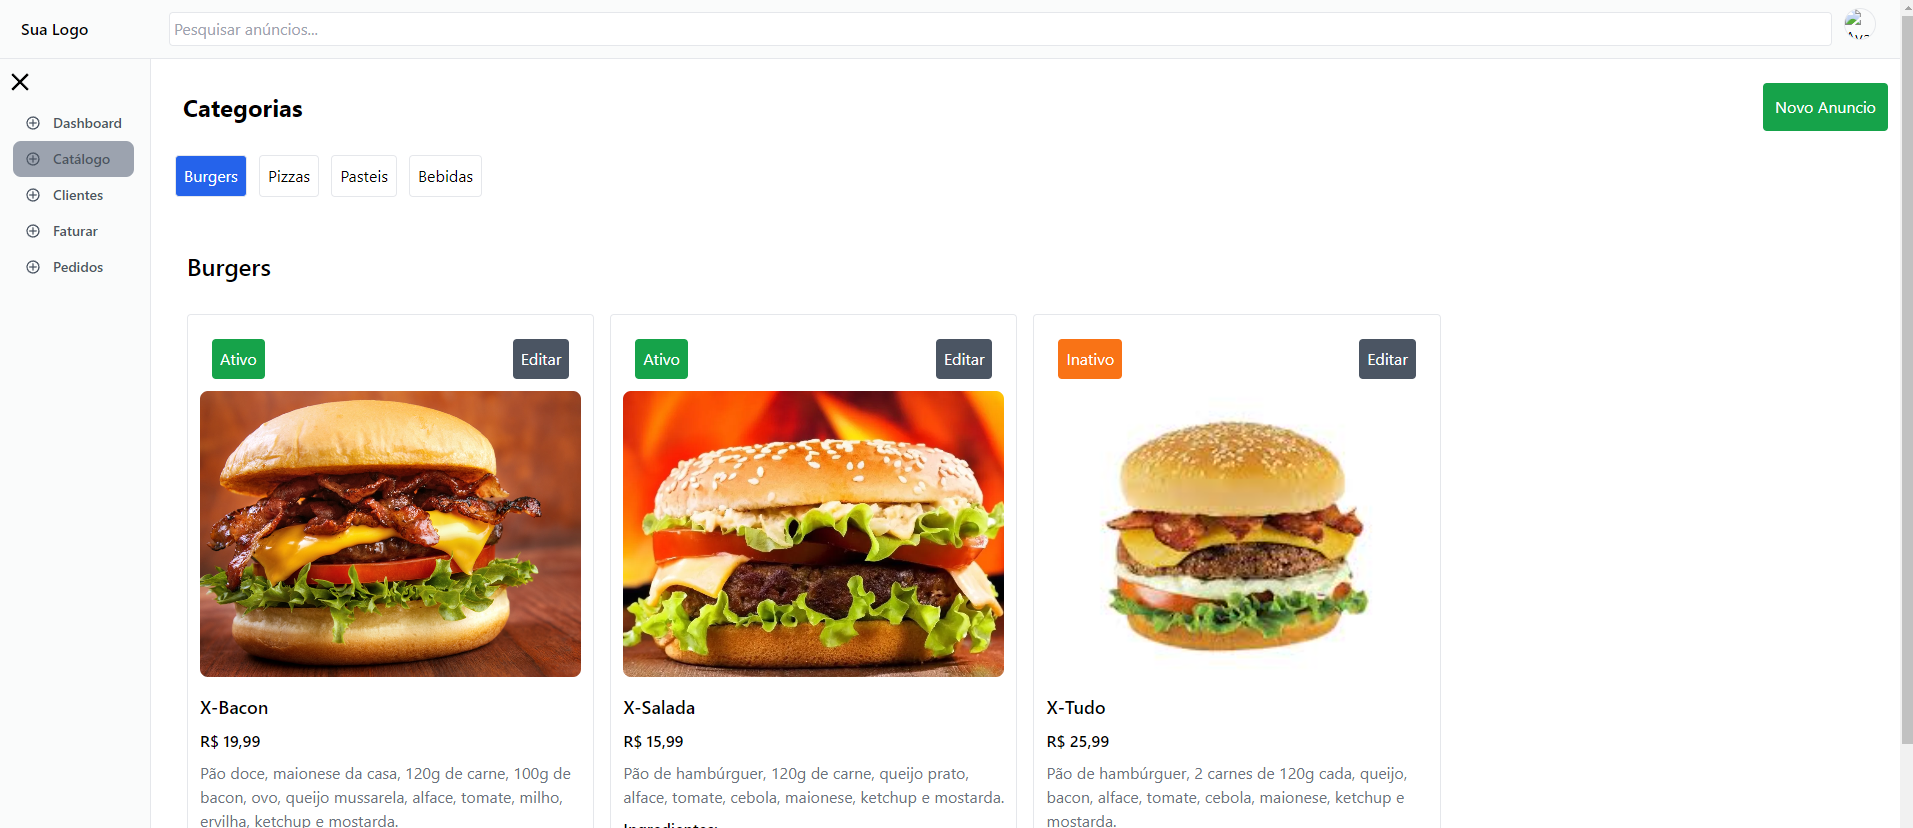 Sua Logo
Pesquisar anúncios...
Categorias
Novo Anuncio
Dashboard
Catálogo
Clientes
Faturar
Pedidos
Burgers
Pizzas
Pasteis
Bebidas
Burgers
Ativo
Editar
X-Bacon
R$ 19,99
Pão doce, maionese da casa, 120g de carne, 100g de
bacon, ovo, queijo mussarela, alface, tomate, milho,
ervilha, ketchup e mostarda.
Ativo
Editar
X-Salada
R$ 15,99
Pão de hambúrguer, 120g de carne, queijo prato,
alface, tomate, cebola, maionese, ketchup e mostarda.
Ingredientes:
Inativo
Editar
X-Tudo
R$ 25,99
Pão de hambúrguer, 2 carnes de 120g cada, queijo,
bacon, alface, tomate, cebola, maionese, ketchup e
mostarda.